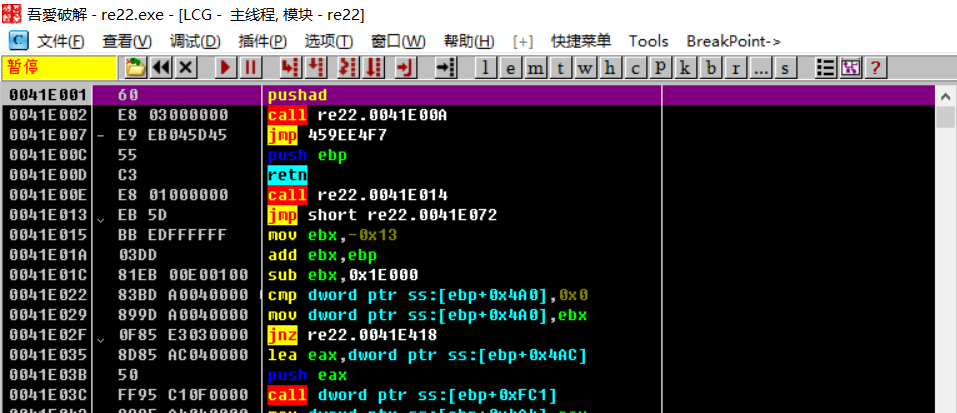 吾爱破解 - re22.exe - [LCG - 主线程, 模块 - re22]
C 文件(F) 查看(V) 调试(D) 插件(P) 选项(T) 窗口(W) 帮助(H) [+] 快捷菜单 Tools BreakPoint->
暂停 l e m t w h c p k b r ... s ?
0041E001 60 pushad
0041E002 E8 03000000 call re22.0041E00A
0041E007 - E9 EB045D45 jmp 459EE4F7
0041E00C 55 push ebp
0041E00D C3 retn
0041E00E E8 01000000 call re22.0041E014
0041E013 EB 5D jmp short re22.0041E072
0041E015 BB EDFFFFFF mov ebx,-0x13
0041E01A 03DD add ebx,ebp
0041E01C 81EB 00E00100 sub ebx,0x1E000
0041E022 83BD A0040000 cmp dword ptr ss:[ebp+0x4A0],0x0
0041E029 899D A0040000 mov dword ptr ss:[ebp+0x4A0],ebx
0041E02F 0F85 E3030000 jnz re22.0041E418
0041E035 8D85 AC040000 lea eax,dword ptr ss:[ebp+0x4AC]
0041E03B 50 push eax
0041E03C FF95 C10F0000 call dword ptr ss:[ebp+0xFC1]